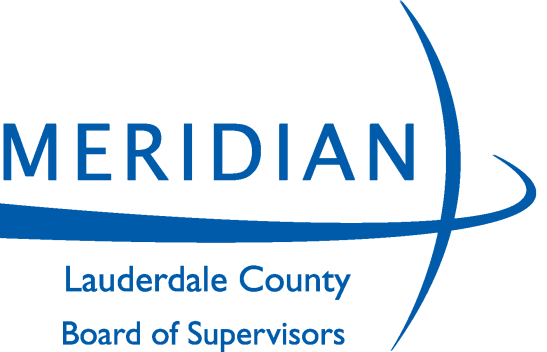 MERIDIAN
Lauderdale County
Board of Supervisors